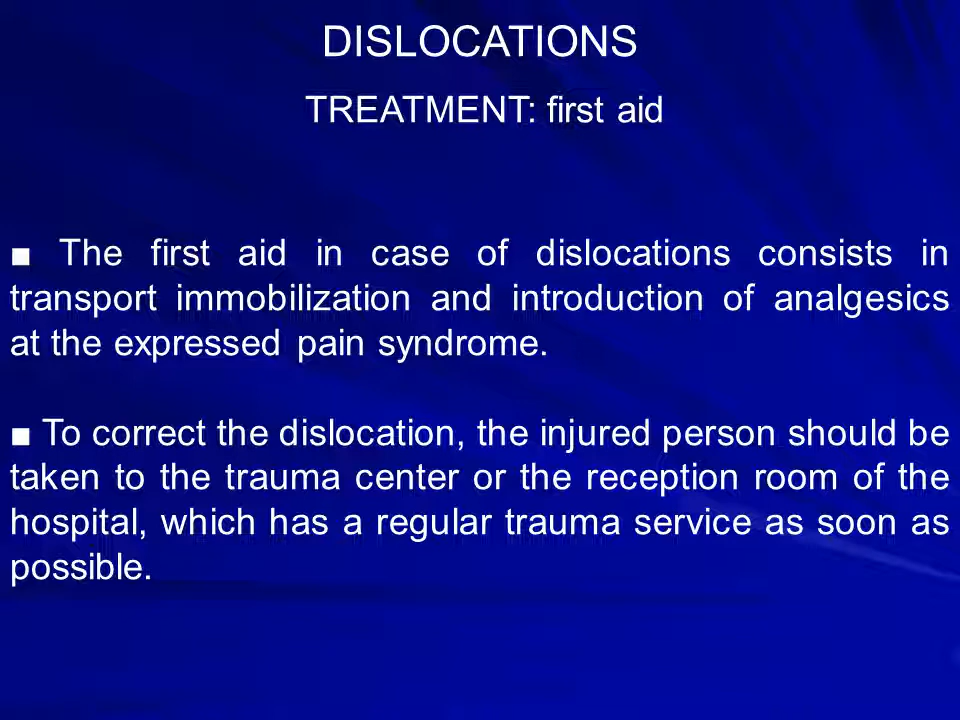 DISLOCATIONS
TREATMENT: first aid
■ The first aid in case of dislocations consists in
transport immobilization and introduction of analgesics
at the expressed pain syndrome.
■ To correct the dislocation, the injured person should be
taken to the trauma center or the reception room of the
hospital, which has a regular trauma service as soon as
possible.